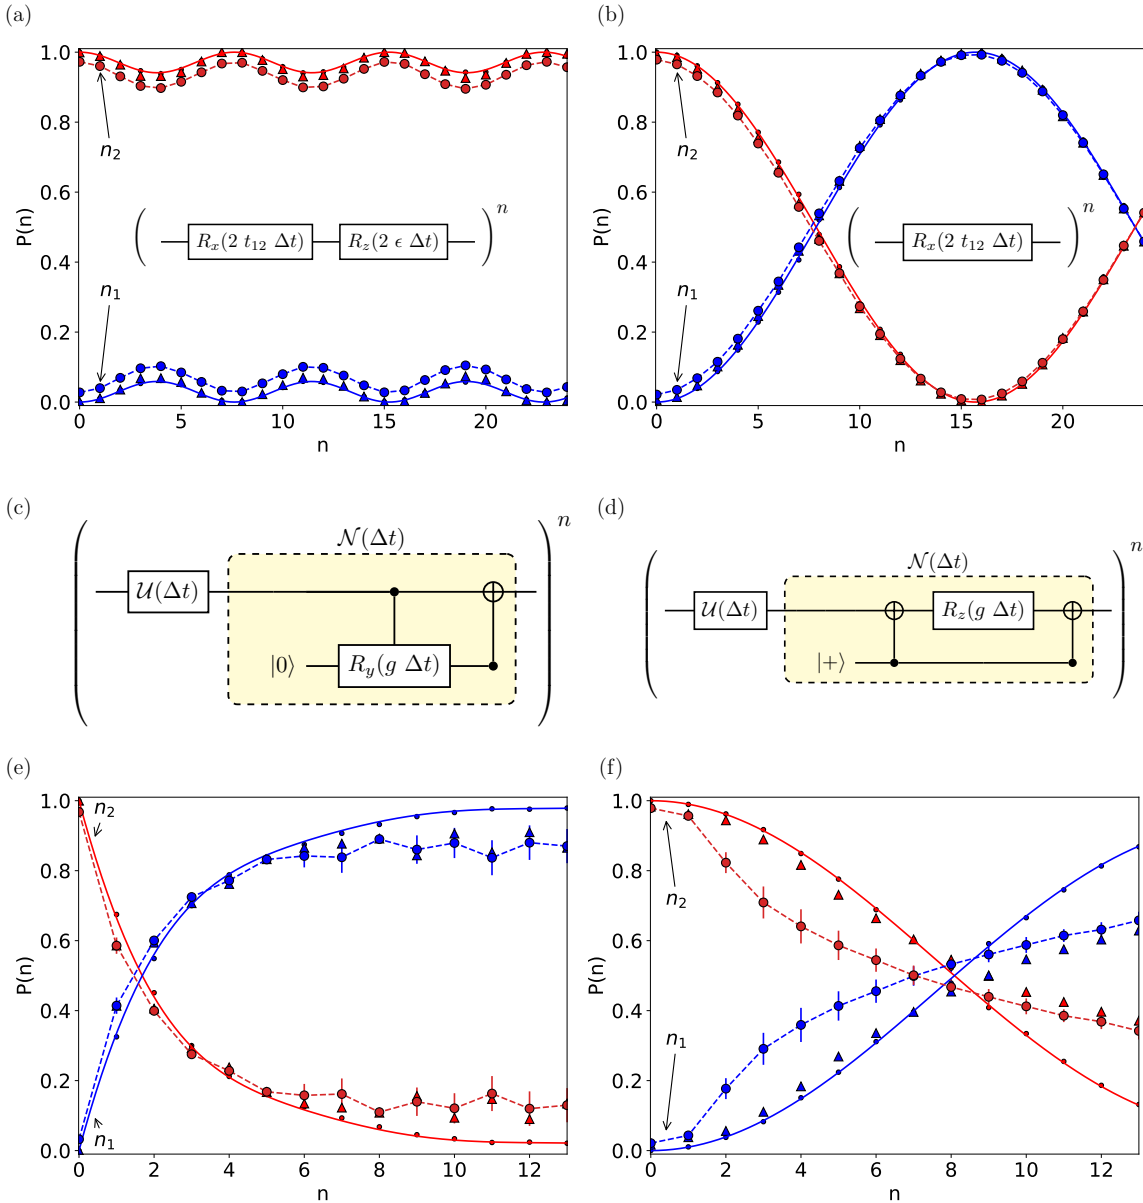 (a)
1.0
0.8
0.6
0.4
0.2
0.0
P(n)
n₂
( R_x(2 t₁₂ Δt) R_z(2 ϵ Δt) )ⁿ
n₁
0 5 10 15 20
n
(b)
1.0
0.8
0.6
0.4
0.2
0.0
P(n)
n₂
( R_x(2 t₁₂ Δt) )ⁿ
n₁
0 5 10 15 20
n
(c)
n
𝒩(Δt)
𝒰(Δt)
|0⟩ R_y(g Δt)
(d)
n
𝒩(Δt)
𝒰(Δt) R_z(g Δt)
|+⟩
(e)
1.0
0.8
0.6
0.4
0.2
0.0
P(n)
n₂
n₁
0 2 4 6 8 10 12
n
(f)
1.0
0.8
0.6
0.4
0.2
0.0
P(n)
n₂
n₁
0 2 4 6 8 10 12
n